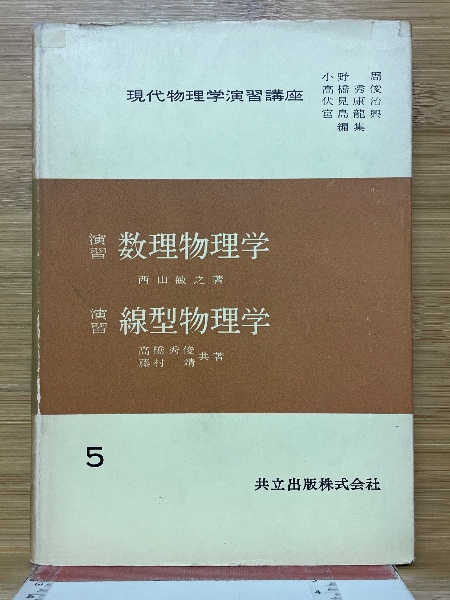 現代物理学演習講座
小野周
高橋秀俊
伏見康治
宮島龍興
編集
演習 数理物理学
西山敏之著
演習 線型物理学
高橋秀俊
藤村靖
共著
5
共立出版株式会社